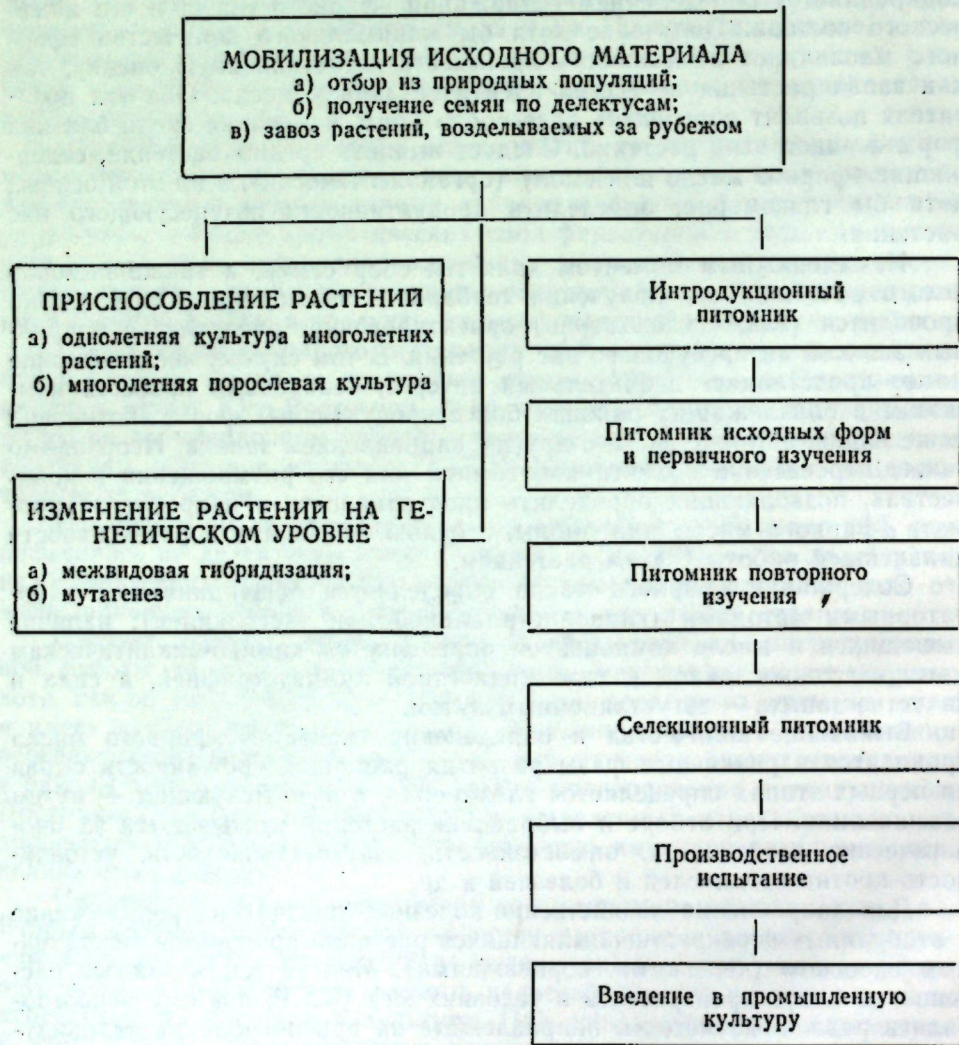 МОБИЛИЗАЦИЯ ИСХОДНОГО МАТЕРИАЛА
а) отбор из природных популяций;
б) получение семян по делектусам;
в) завоз растений, возделываемых за рубежом
ПРИСПОСОБЛЕНИЕ РАСТЕНИЙ
а) однолетняя культура многолетних
растений;
б) многолетняя порослевая культура
ИЗМЕНЕНИЕ РАСТЕНИЙ НА ГЕ-
НЕТИЧЕСКОМ УРОВНЕ
а) межвидовая гибридизация;
б) мутагенез
Интродукционный
питомник
Питомник исходных форм
и первичного изучения
Питомник повторного
изучения
Селекционный питомник
Производственное
испытание
Введение в промышленную
культуру